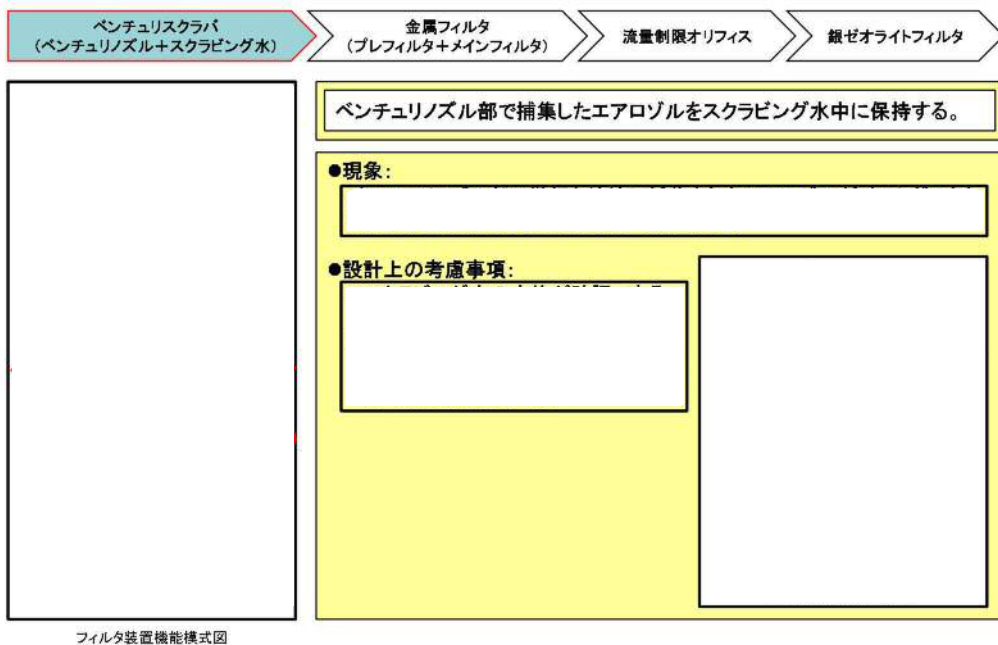 ベンチュリスクラバ
(ベンチュリノズル+スクラビング水)
金属フィルタ
(プレフィルタ+メインフィルタ)
流量制限オリフィス
銀ゼオライトフィルタ
ベンチュリノズル部で捕集したエアロゾルをスクラビング水中に保持する。
●現象:
●設計上の考慮事項:
フィルタ装置機能模式図